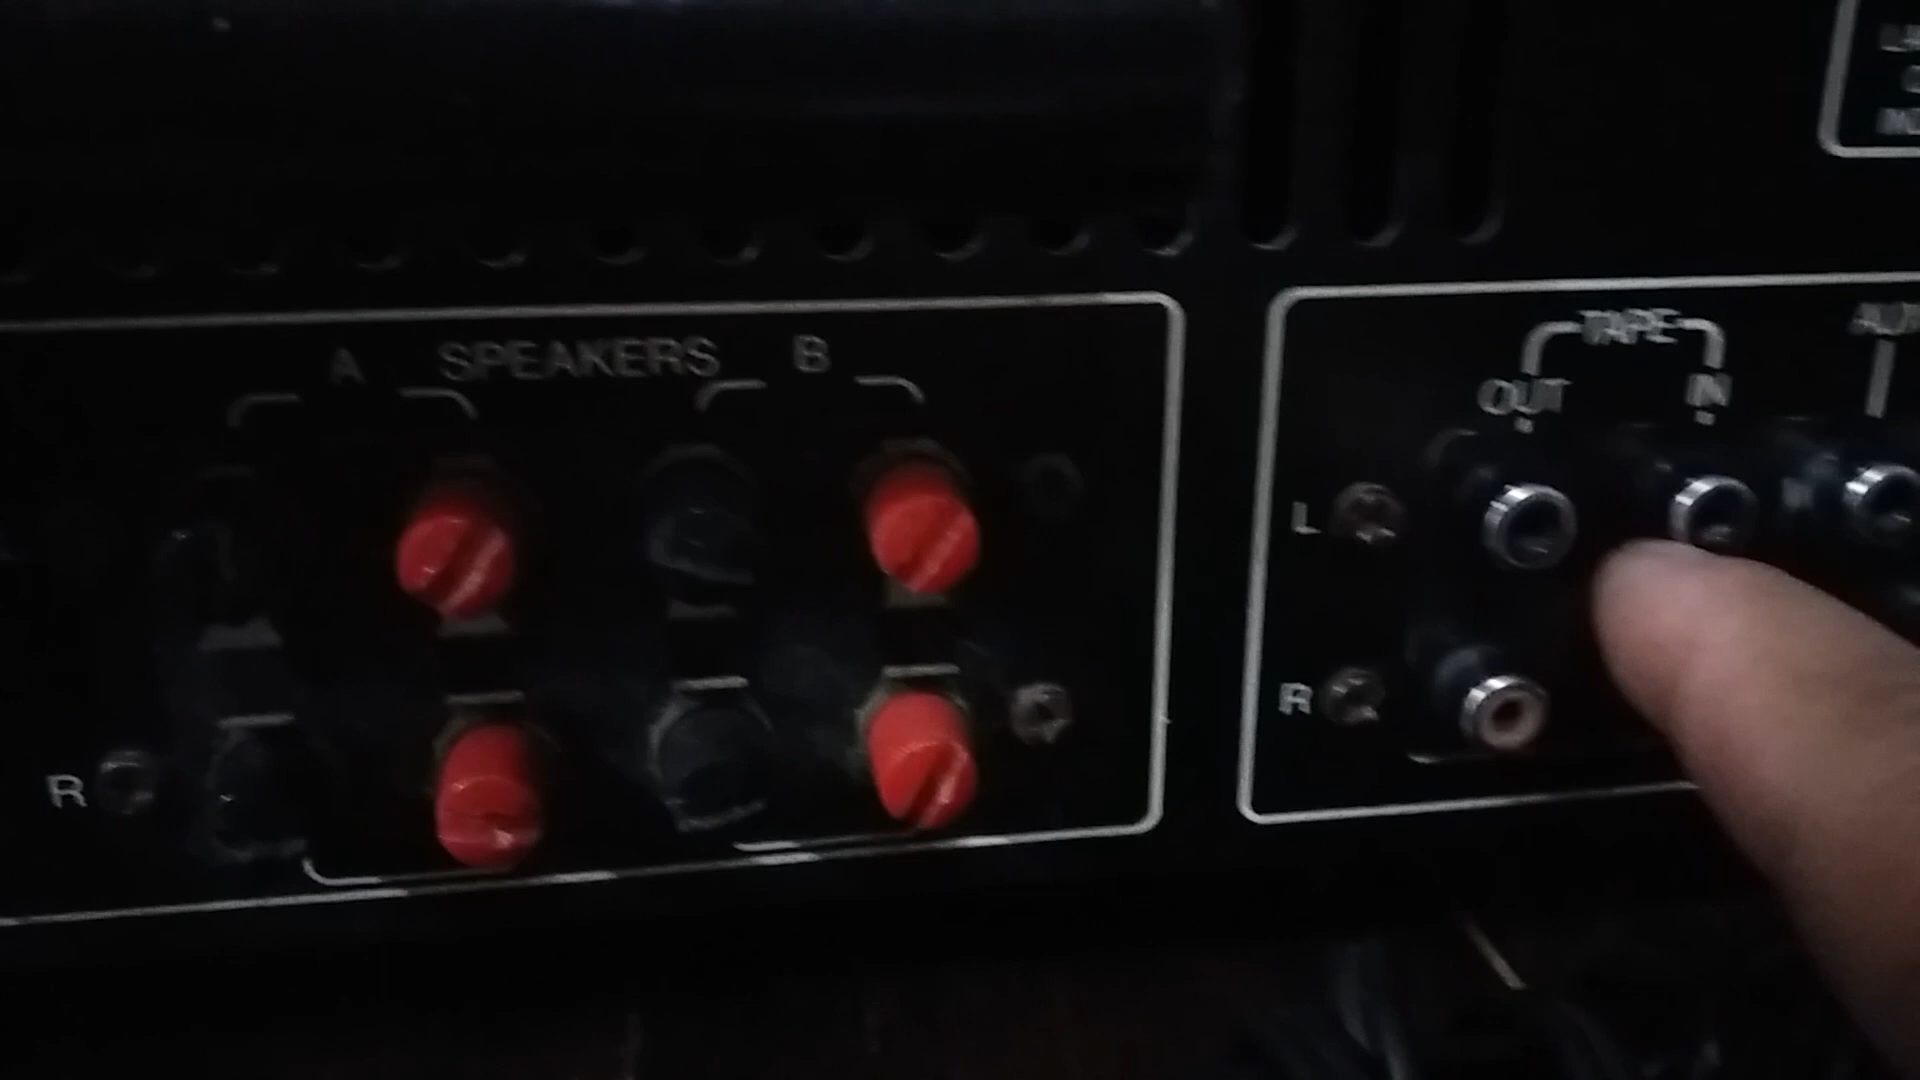 A SPEAKERS B
TAPE
OUT IN
L
R
R